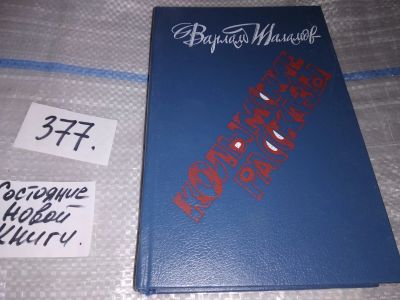 Варлам Шаламов
КОЛЫМСКИЕ
РАССКАЗЫ
377.
Состояние
Новой
Книги.